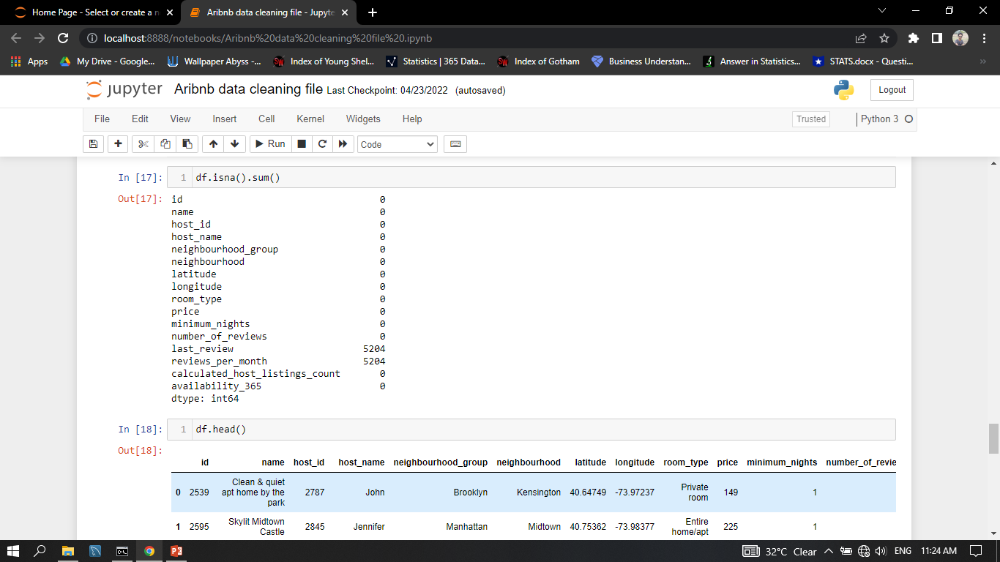 Home Page - Select or create a n
Aribnb data cleaning file - Jupyte
localhost:8888/notebooks/Aribnb%20data%20cleaning%20file%20.ipynb
Apps My Drive - Google... Wallpaper Abyss -... Index of Young Shel... Statistics | 365 Data... Index of Gotham Business Understan... Answer in Statistics... STATS.docx - Questi...
jupyter Aribnb data cleaning file Last Checkpoint: 04/23/2022 (autosaved) Logout
File Edit View Insert Cell Kernel Widgets Help Trusted Python 3
Run Code
In [17]: 1 df.isna().sum()
Out[17]: id 0
name 0
host_id 0
host_name 0
neighbourhood_group 0
neighbourhood 0
latitude 0
longitude 0
room_type 0
price 0
minimum_nights 0
number_of_reviews 0
last_review 5204
reviews_per_month 5204
calculated_host_listings_count 0
availability_365 0
dtype: int64
In [18]: 1 df.head()
Out[18]:
id name host_id host_name neighbourhood_group neighbourhood latitude longitude room_type price minimum_nights number_of_revie
0 2539 Clean & quiet apt home by the park 2787 John Brooklyn Kensington 40.64749 -73.97237 Private room 149 1
1 2595 Skylit Midtown Castle 2845 Jennifer Manhattan Midtown 40.75362 -73.98377 Entire home/apt 225 1
32°C Clear ENG 11:24 AM